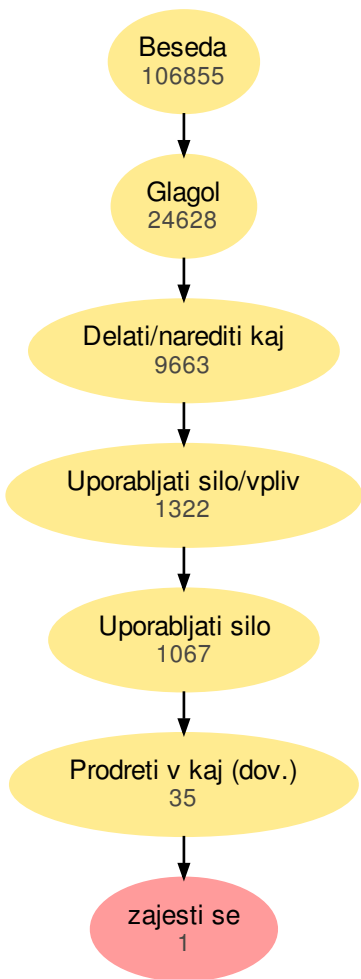 Beseda
106855
Glagol
24628
Delati/narediti kaj
9663
Uporabljati silo/vpliv
1322
Uporabljati silo
1067
Prodreti v kaj (dov.)
35
zajesti se
1